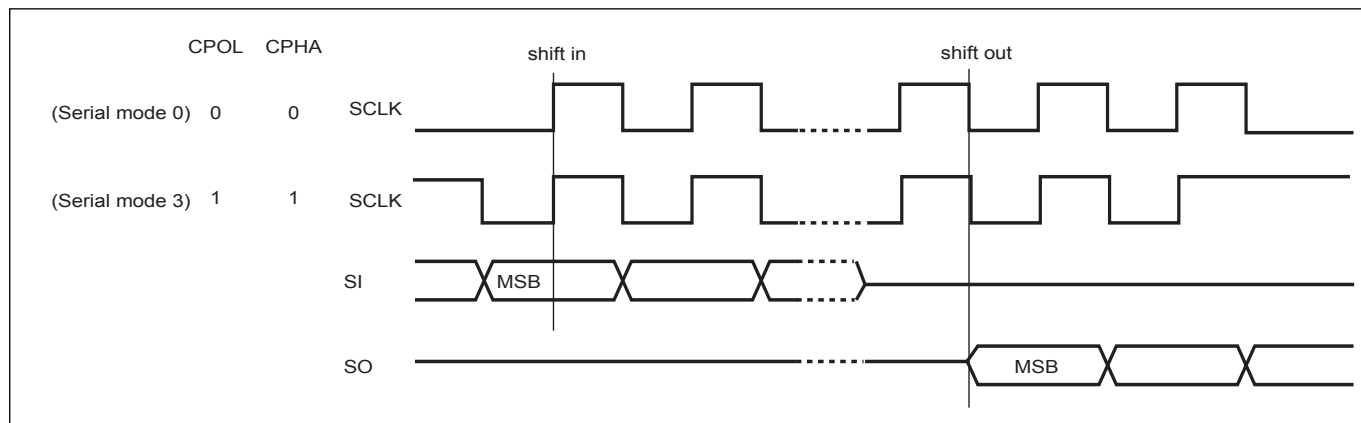 CPOL CPHA shift in shift out
(Serial mode 0) 0 0 SCLK
(Serial mode 3) 1 1 SCLK
SI MSB
SO MSB